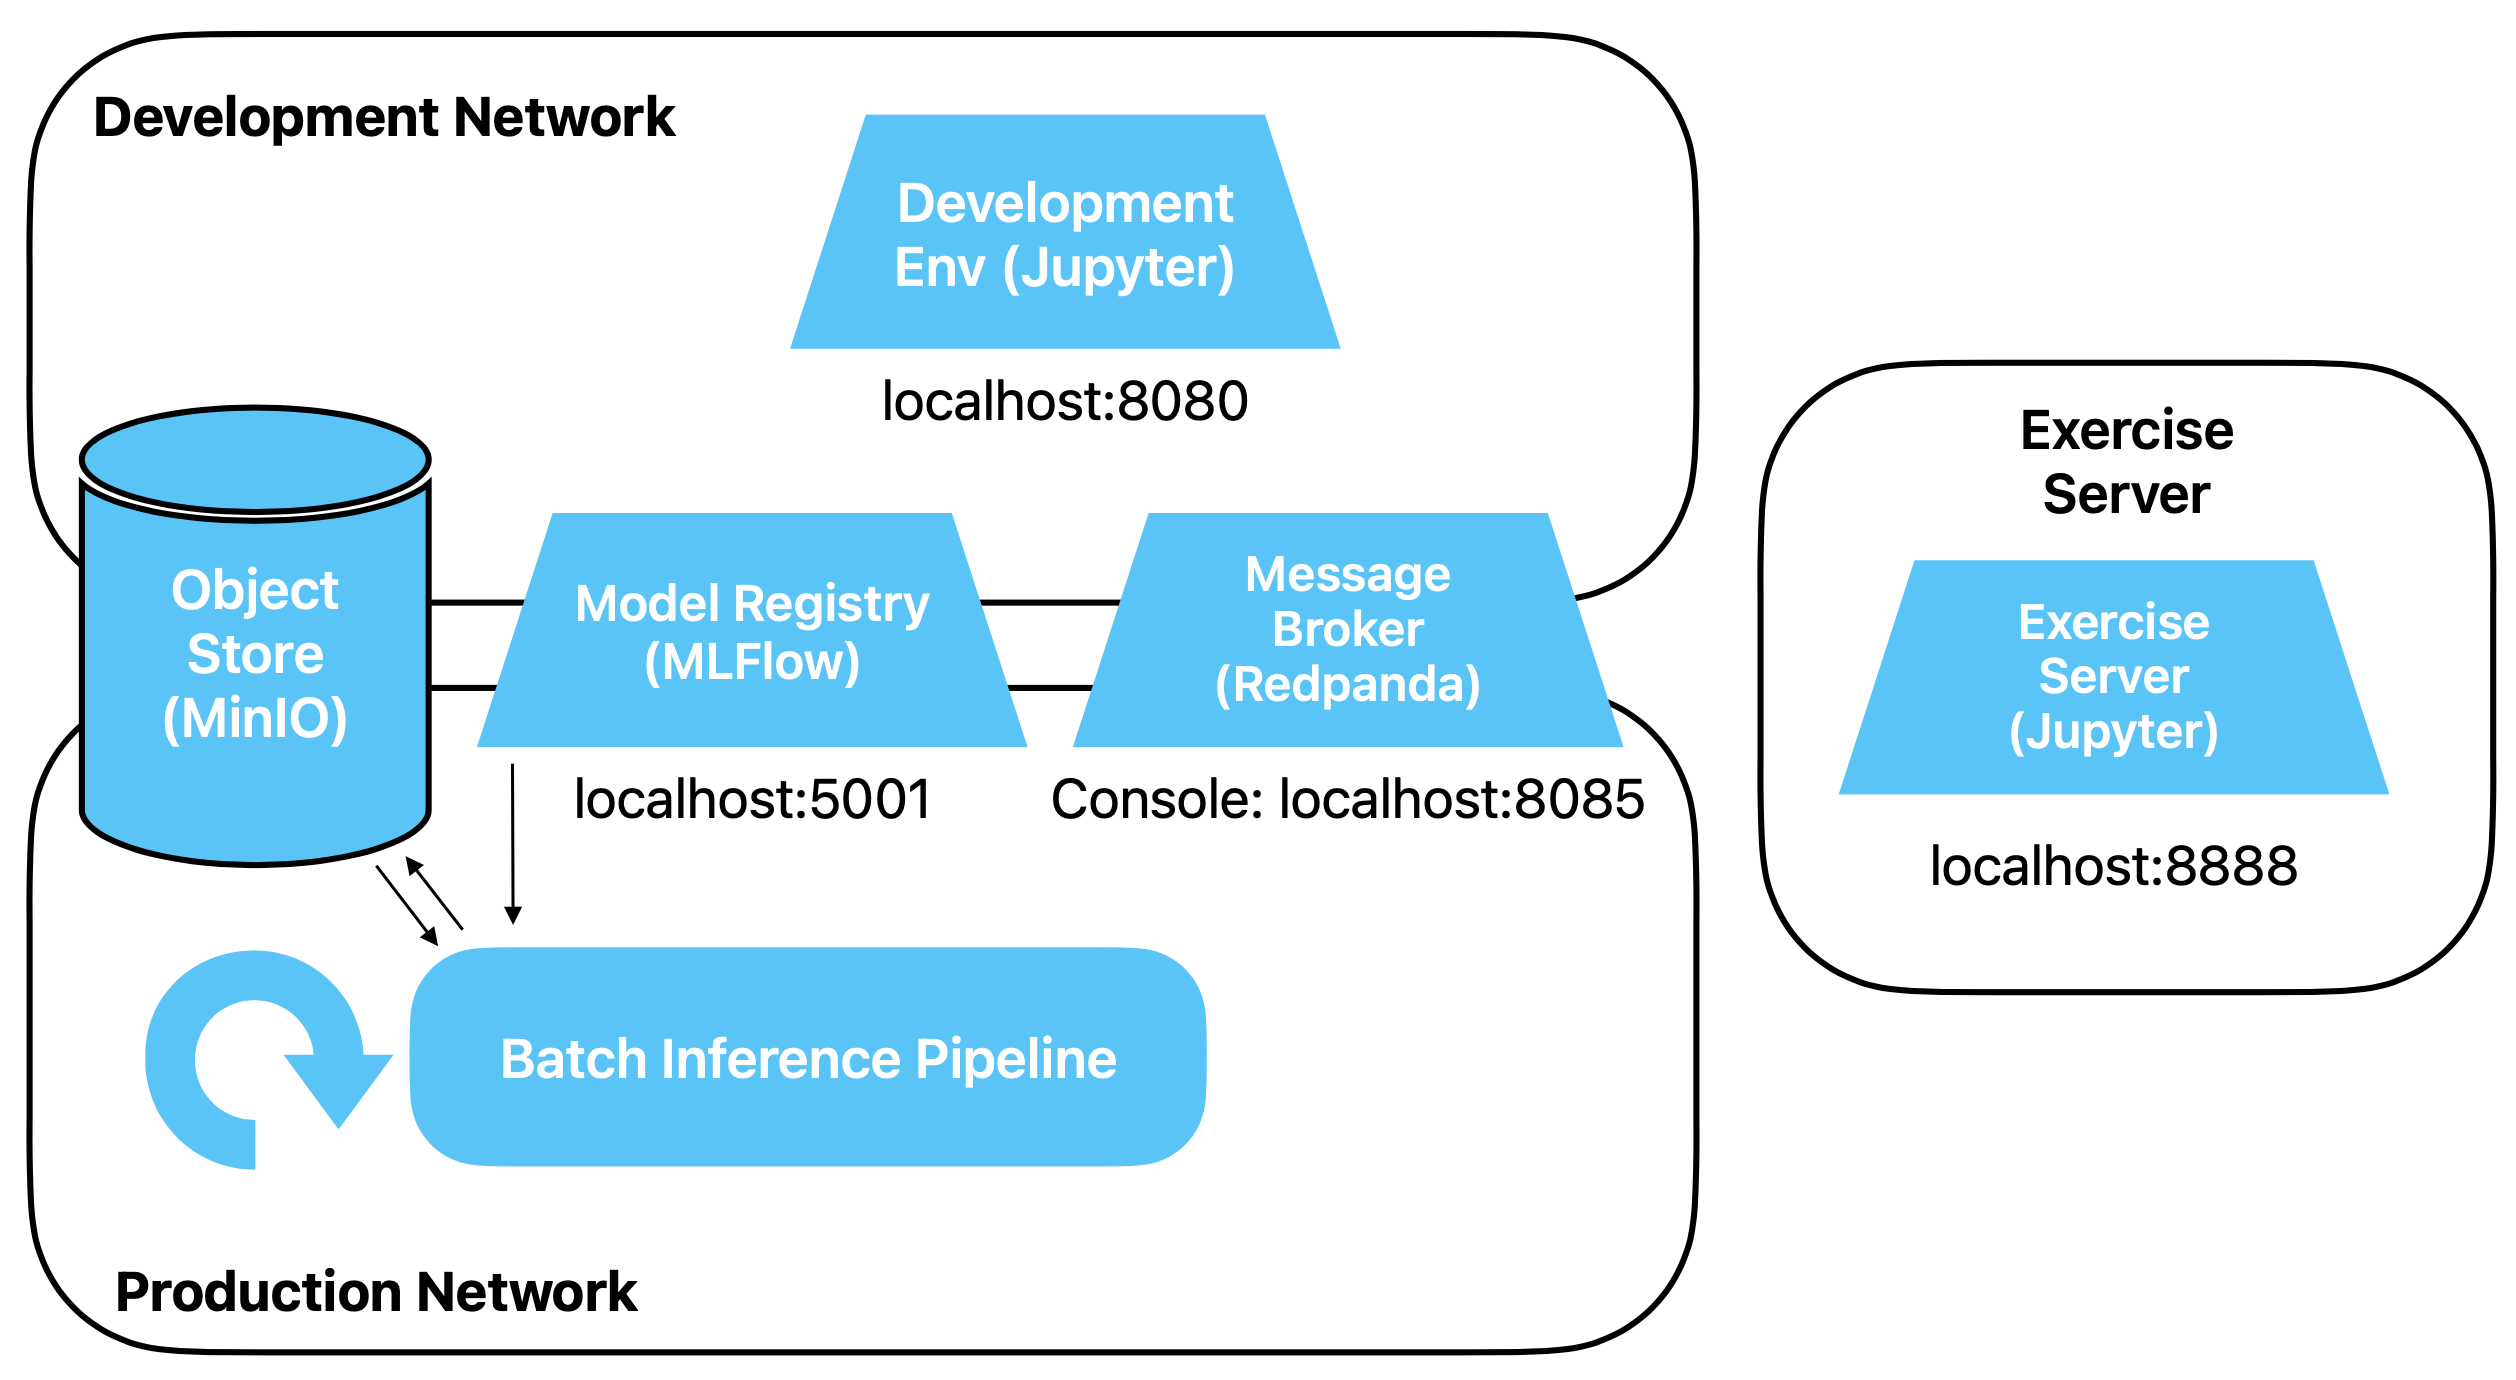 Development Network
Development
Env (Jupyter)
localhost:8080
Object
Store
(MinIO)
Model Registry
(MLFlow)
localhost:5001
Message
Broker
(Redpanda)
Console: localhost:8085
Exercise
Server
Exercise
Server
(Jupyter)
localhost:8888
Batch Inference Pipeline
Production Network